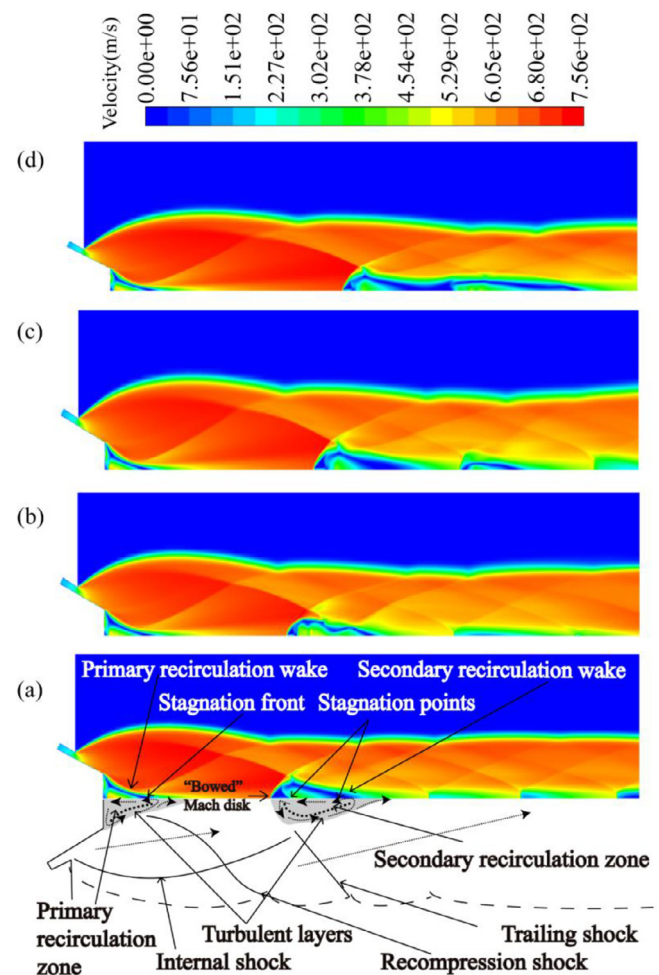 Velocity(m/s)
0.00e+00
7.56e+01
1.51e+02
2.27e+02
3.02e+02
3.78e+02
4.54e+02
5.29e+02
6.05e+02
6.80e+02
7.56e+02
(d)
(c)
(b)
(a)
Primary recirculation wake
Secondary recirculation wake
Stagnation front
Stagnation points
"Bowed"
Mach disk
Secondary recirculation zone
Primary
recirculation
zone
Turbulent layers
Trailing shock
Internal shock
Recompression shock